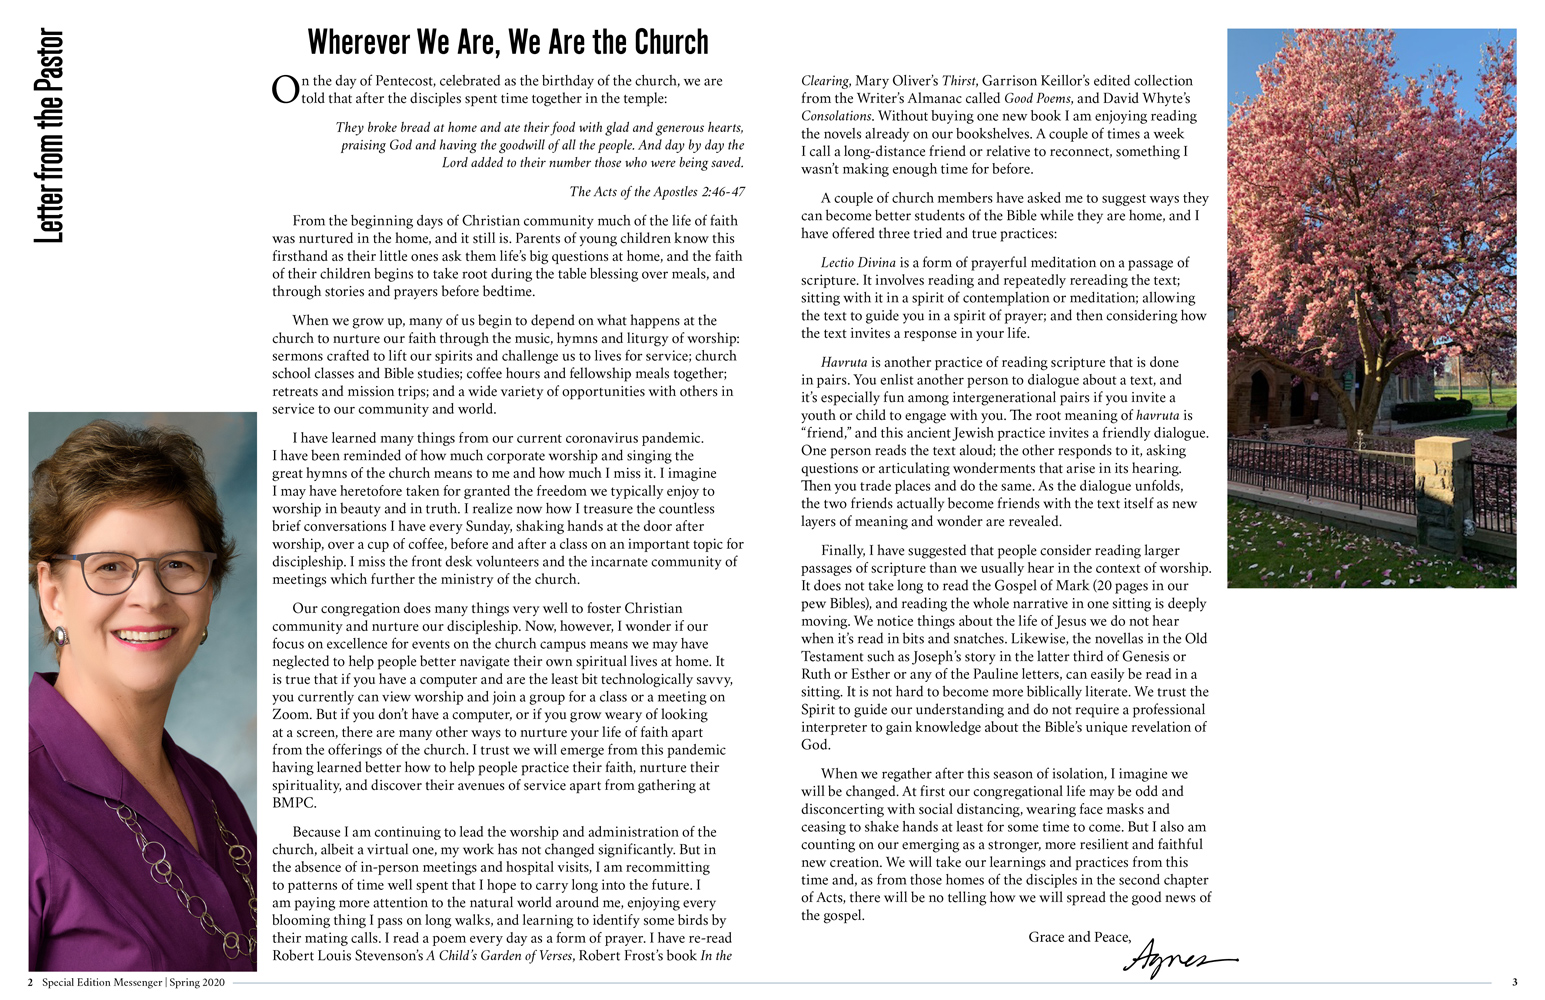 Letter from the Pastor
Wherever We Are, We Are the Church
On the day of Pentecost, celebrated as the birthday of the church, we are
told that after the disciples spent time together in the temple:
They broke bread at home and ate their food with glad and generous hearts,
praising God and having the goodwill of all the people. And day by day the
Lord added to their number those who were being saved.
The Acts of the Apostles 2:46-47
From the beginning days of Christian community much of the life of faith
was nurtured in the home, and it still is. Parents of young children know this
firsthand as their little ones ask them life's big questions at home, and the faith
of their children begins to take root during the table blessing over meals, and
through stories and prayers before bedtime.
When we grow up, many of us begin to depend on what happens at the
church to nurture our faith through the music, hymns and liturgy of worship:
sermons crafted to lift our spirits and challenge us to lives for service; church
school classes and Bible studies; coffee hours and fellowship meals together;
retreats and mission trips; and a wide variety of opportunities with others in
service to our community and world.
I have learned many things from our current coronavirus pandemic.
I have been reminded of how much corporate worship and singing the
great hymns of the church means to me and how much I miss it. I imagine
I may have heretofore taken for granted the freedom we typically enjoy to
worship in beauty and in truth. I realize now how I treasure the countless
brief conversations I have every Sunday, shaking hands at the door after
worship, over a cup of coffee, before and after a class on an important topic for
discipleship. I miss the front desk volunteers and the incarnate community of
meetings which further the ministry of the church.
Our congregation does many things very well to foster Christian
community and nurture our discipleship. Now, however, I wonder if our
focus on excellence for events on the church campus means we may have
neglected to help people better navigate their own spiritual lives at home. It
is true that if you have a computer and are the least bit technologically savvy,
you currently can view worship and join a group for a class or a meeting on
Zoom. But if you don't have a computer, or if you grow weary of looking
at a screen, there are many other ways to nurture your life of faith apart
from the offerings of the church. I trust we will emerge from this pandemic
having learned better how to help people practice their faith, nurture their
spirituality, and discover their avenues of service apart from gathering at
BMPC.
Because I am continuing to lead the worship and administration of the
church, albeit a virtual one, my work has not changed significantly. But in
the absence of in-person meetings and hospital visits, I am recommitting
to patterns of time well spent that I hope to carry long into the future. I
am paying more attention to the natural world around me, enjoying every
blooming thing I pass on long walks, and learning to identify some birds by
their mating calls. I read a poem every day as a form of prayer. I have re-read
Robert Louis Stevenson's A Child's Garden of Verses, Robert Frost's book In the
Clearing, Mary Oliver's Thirst, Garrison Keillor's edited collection
from the Writer's Almanac called Good Poems, and David Whyte's
Consolations. Without buying one new book I am enjoying reading
the novels already on our bookshelves. A couple of times a week
I call a long-distance friend or relative to reconnect, something I
wasn't making enough time for before.
A couple of church members have asked me to suggest ways they
can become better students of the Bible while they are home, and I
have offered three tried and true practices:
Lectio Divina is a form of prayerful meditation on a passage of
scripture. It involves reading and repeatedly rereading the text;
sitting with it in a spirit of contemplation or meditation; allowing
the text to guide you in a spirit of prayer; and then considering how
the text invites a response in your life.
Havruta is another practice of reading scripture that is done
in pairs. You enlist another person to dialogue about a text, and
it's especially fun among intergenerational pairs if you invite a
youth or child to engage with you. The root meaning of havruta is
“friend,” and this ancient Jewish practice invites a friendly dialogue.
One person reads the text aloud; the other responds to it, asking
questions or articulating wonderments that arise in its hearing.
Then you trade places and do the same. As the dialogue unfolds,
the two friends actually become friends with the text itself as new
layers of meaning and wonder are revealed.
Finally, I have suggested that people consider reading larger
passages of scripture than we usually hear in the context of worship.
It does not take long to read the Gospel of Mark (20 pages in our
pew Bibles), and reading the whole narrative in one sitting is deeply
moving. We notice things about the life of Jesus we do not hear
when it's read in bits and snatches. Likewise, the novellas in the Old
Testament such as Joseph's story in the latter third of Genesis or
Ruth or Esther or any of the Pauline letters, can easily be read in a
sitting. It is not hard to become more biblically literate. We trust the
Spirit to guide our understanding and do not require a professional
interpreter to gain knowledge about the Bible's unique revelation of
God.
When we regather after this season of isolation, I imagine we
will be changed. At first our congregational life may be odd and
disconcerting with social distancing, wearing face masks and
ceasing to shake hands at least for some time to come. But I also am
counting on our emerging as a stronger, more resilient and faithful
new creation. We will take our learnings and practices from this
time and, as from those homes of the disciples in the second chapter
of Acts, there will be no telling how we will spread the good news of
the gospel.
Grace and Peace,
Agnes
2 Special Edition Messenger | Spring 2020
3